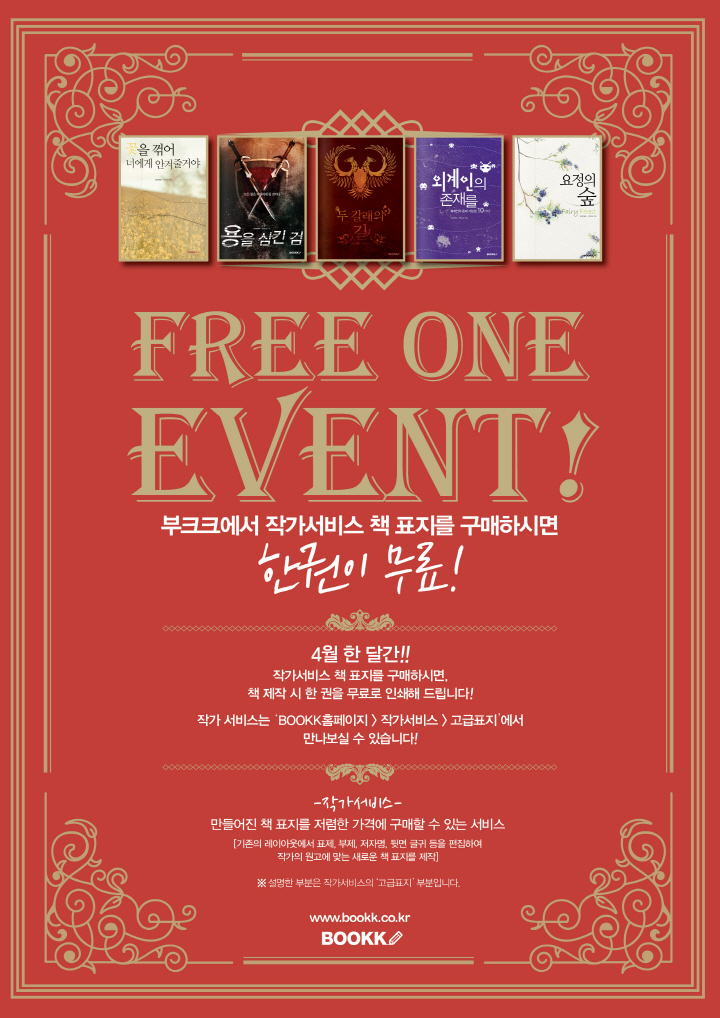 꽃을 꺾어
너에게 안겨줄거야
용을 삼킨 검
BOOKK
두 갈래의
길
BOOKK
외계인의
존재를
요정의
숲
Fairy Forest
FREE ONE
EVENT!
부크크에서 작가서비스 책 표지를 구매하시면
한권이 무료!
4월 한 달간!!
작가서비스 책 표지를 구매하시면,
책 제작 시 한 권을 무료로 인쇄해 드립니다!
작가 서비스는 'BOOKK홈페이지 > 작가서비스 > 고급표지'에서
만나보실 수 있습니다!
-작가서비스-
만들어진 책 표지를 저렴한 가격에 구매할 수 있는 서비스
[기존의 레이아웃에서 표제, 부제, 저자명, 뒷면 글귀 등을 편집하여
작가의 원고에 맞는 새로운 책 표지를 제작]
※ 설명한 부분은 작가서비스의 '고급표지' 부분입니다.
www.bookk.co.kr
BOOKK